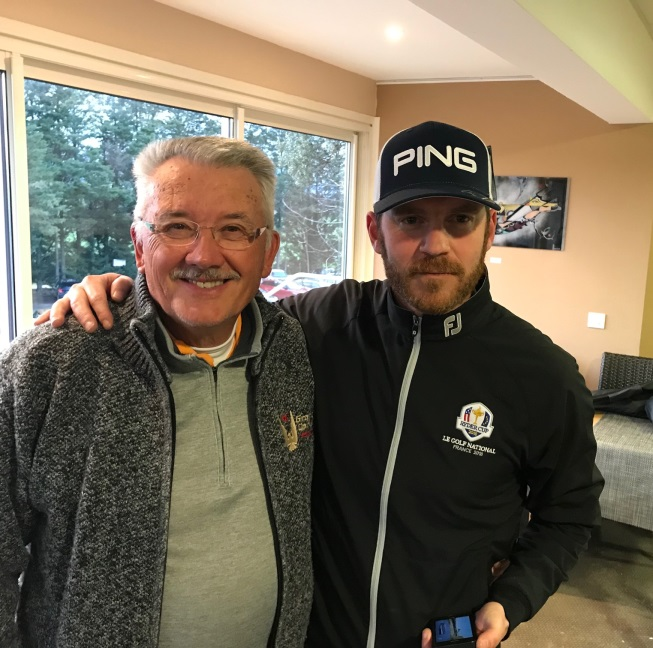 PING
FJ
RYDER CUP
LE GOLF NATIONAL
FRANCE 2018